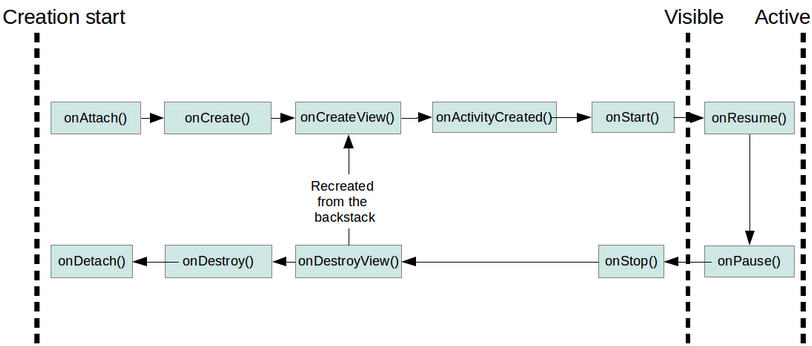 Creation start
Visible
Active
onAttach()
onCreate()
onCreateView()
onActivityCreated()
onStart()
onResume()
Recreated
from the
backstack
onDetach()
onDestroy()
onDestroyView()
onStop()
onPause()